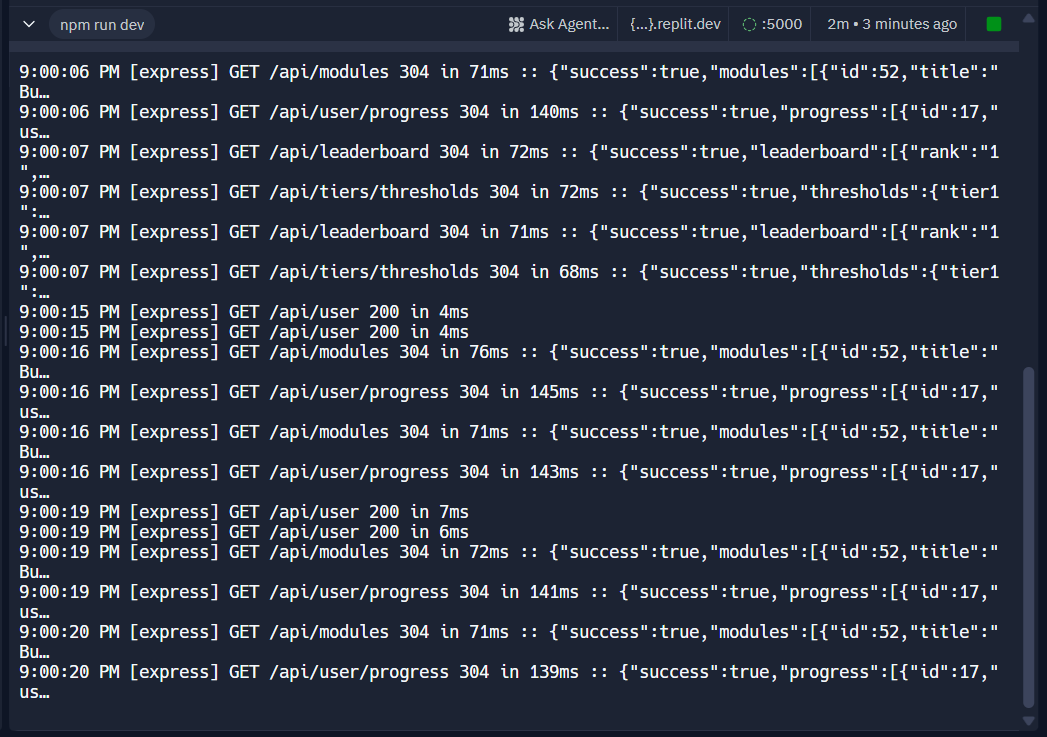 npm run dev
Ask Agent... {...}.replit.dev :5000 2m • 3 minutes ago
9:00:06 PM [express] GET /api/modules 304 in 71ms :: {"success":true,"modules":[{"id":52,"title":"
Bu…
9:00:06 PM [express] GET /api/user/progress 304 in 140ms :: {"success":true,"progress":[{"id":17,"
us…
9:00:07 PM [express] GET /api/leaderboard 304 in 72ms :: {"success":true,"leaderboard":[{"rank":"1
",…
9:00:07 PM [express] GET /api/tiers/thresholds 304 in 72ms :: {"success":true,"thresholds":{"tier1
":…
9:00:07 PM [express] GET /api/leaderboard 304 in 71ms :: {"success":true,"leaderboard":[{"rank":"1
",…
9:00:07 PM [express] GET /api/tiers/thresholds 304 in 68ms :: {"success":true,"thresholds":{"tier1
":…
9:00:15 PM [express] GET /api/user 200 in 4ms
9:00:15 PM [express] GET /api/user 200 in 4ms
9:00:16 PM [express] GET /api/modules 304 in 76ms :: {"success":true,"modules":[{"id":52,"title":"
Bu…
9:00:16 PM [express] GET /api/user/progress 304 in 145ms :: {"success":true,"progress":[{"id":17,"
us…
9:00:16 PM [express] GET /api/modules 304 in 71ms :: {"success":true,"modules":[{"id":52,"title":"
Bu…
9:00:16 PM [express] GET /api/user/progress 304 in 143ms :: {"success":true,"progress":[{"id":17,"
us…
9:00:19 PM [express] GET /api/user 200 in 7ms
9:00:19 PM [express] GET /api/user 200 in 6ms
9:00:19 PM [express] GET /api/modules 304 in 72ms :: {"success":true,"modules":[{"id":52,"title":"
Bu…
9:00:19 PM [express] GET /api/user/progress 304 in 141ms :: {"success":true,"progress":[{"id":17,"
us…
9:00:20 PM [express] GET /api/modules 304 in 71ms :: {"success":true,"modules":[{"id":52,"title":"
Bu…
9:00:20 PM [express] GET /api/user/progress 304 in 139ms :: {"success":true,"progress":[{"id":17,"
us…